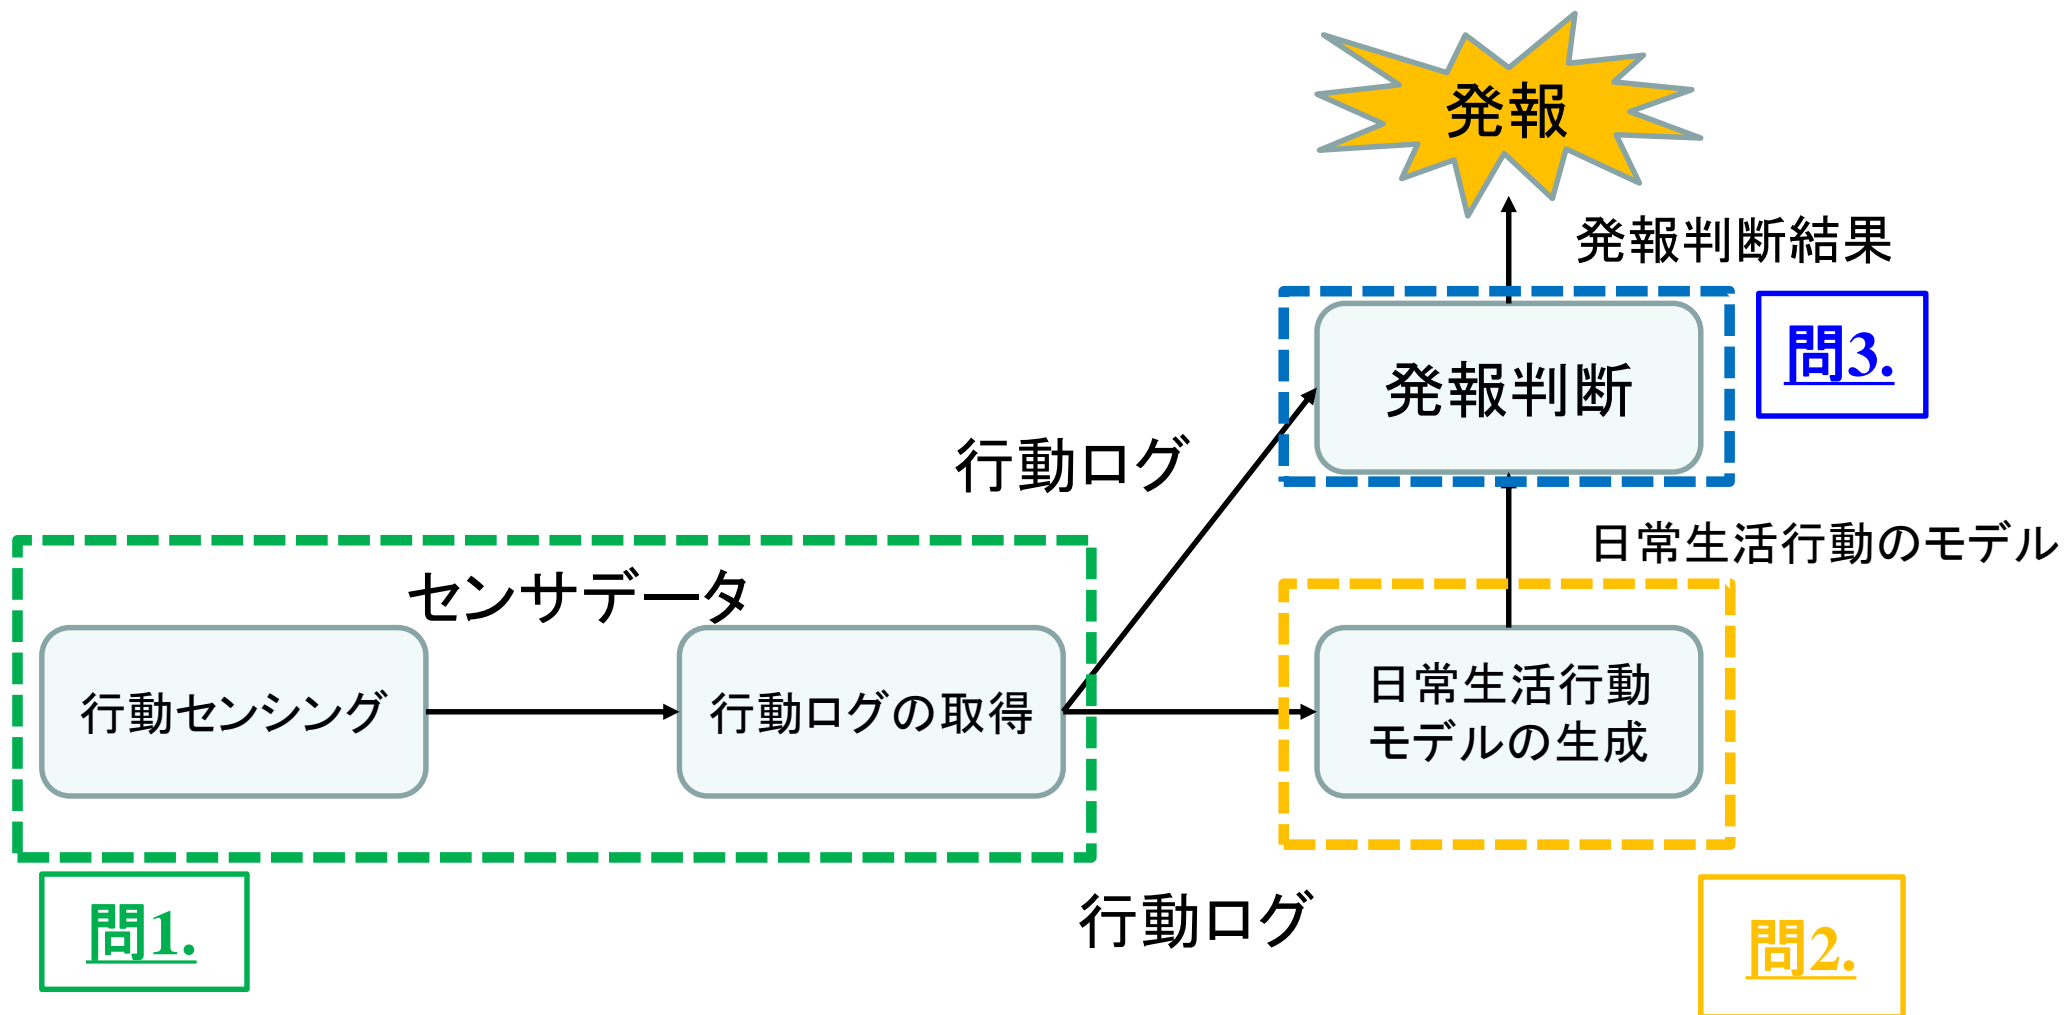 発報
発報判断結果
発報判断
問3.
行動ログ
日常生活行動のモデル
センサデータ
行動センシング
行動ログの取得
日常生活行動
モデルの生成
問1.
行動ログ
問2.